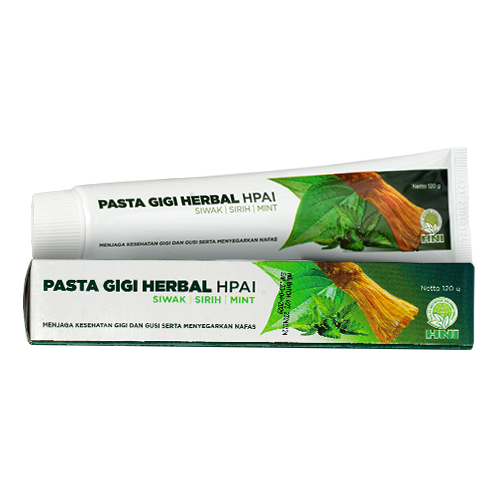 PASTA GIGI HERBAL HPAI
SIWAK | SIRIH | MINT
MENJAGA KESEHATAN GIGI DAN GUSI SERTA MENYEGARKAN NAFAS
Netto 120 g
HNI
PASTA GIGI HERBAL HPAI
SIWAK | SIRIH | MINT
MENJAGA KESEHATAN GIGI DAN GUSI SERTA MENYEGARKAN NAFAS
Netto 120 g
HNI